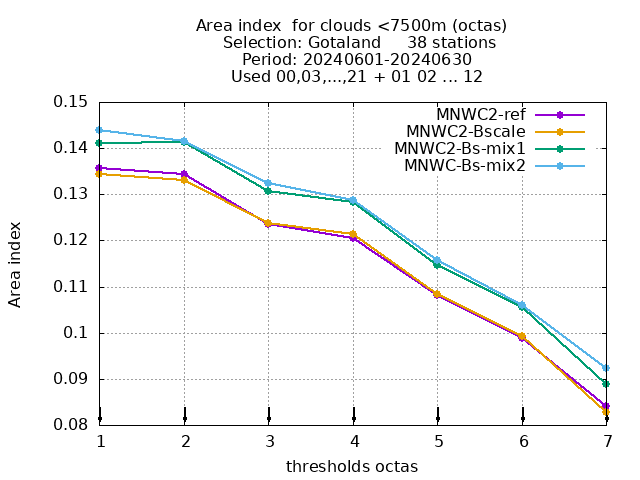 Area index  for clouds <7500m (octas)
Selection: Gotaland     38 stations
Period: 20240601-20240630
Used 00,03,...,21 + 01 02 ... 12
MNWC2-ref
MNWC2-Bscale
MNWC2-Bs-mix1
MNWC-Bs-mix2
Area index
0.15
0.14
0.13
0.12
0.11
0.1
0.09
0.08
1 2 3 4 5 6 7
thresholds octas